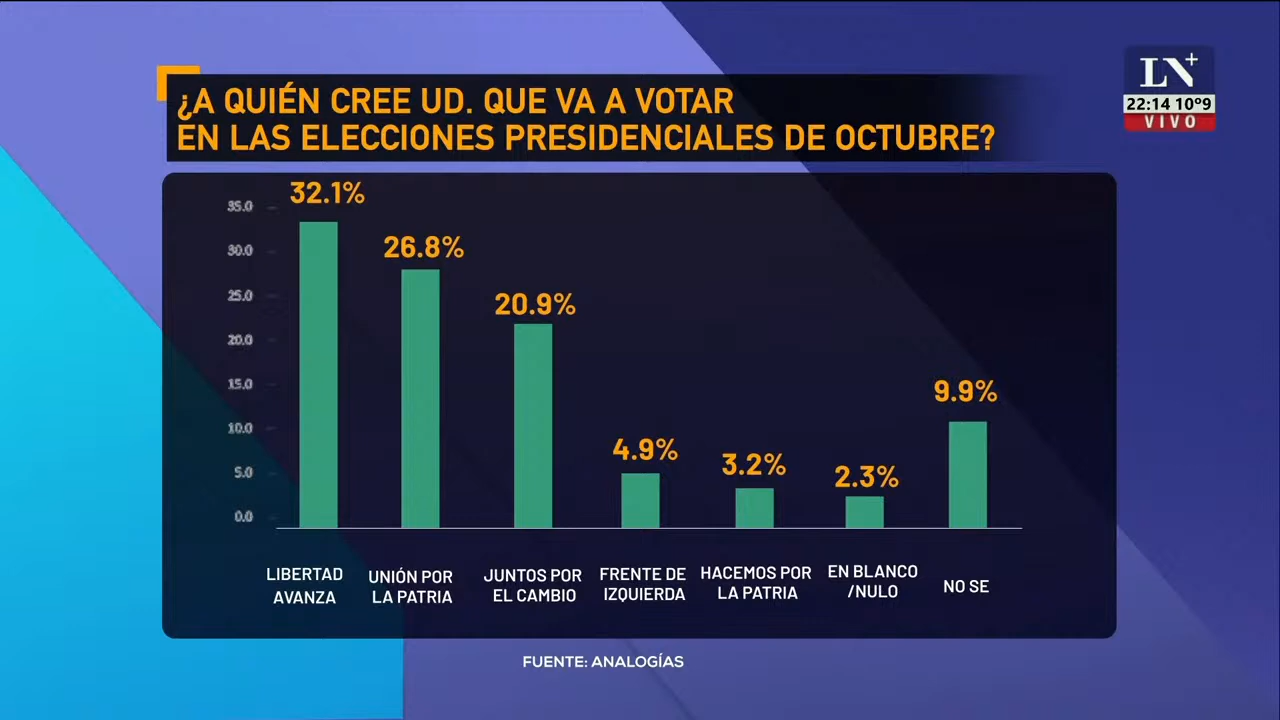 ¿A QUIÉN CREE UD. QUE VA A VOTAR
EN LAS ELECCIONES PRESIDENCIALES DE OCTUBRE?
LN+
22:14 10º9
VIVO
35.0
30.0
25.0
20.0
15.0
10.0
5.0
0.0
32.1%
26.8%
20.9%
4.9%
3.2%
2.3%
9.9%
LIBERTAD
AVANZA
UNIÓN POR
LA PATRIA
JUNTOS POR
EL CAMBIO
FRENTE DE
IZQUIERDA
HACEMOS POR
LA PATRIA
EN BLANCO
/NULO
NO SE
FUENTE: ANALOGÍAS